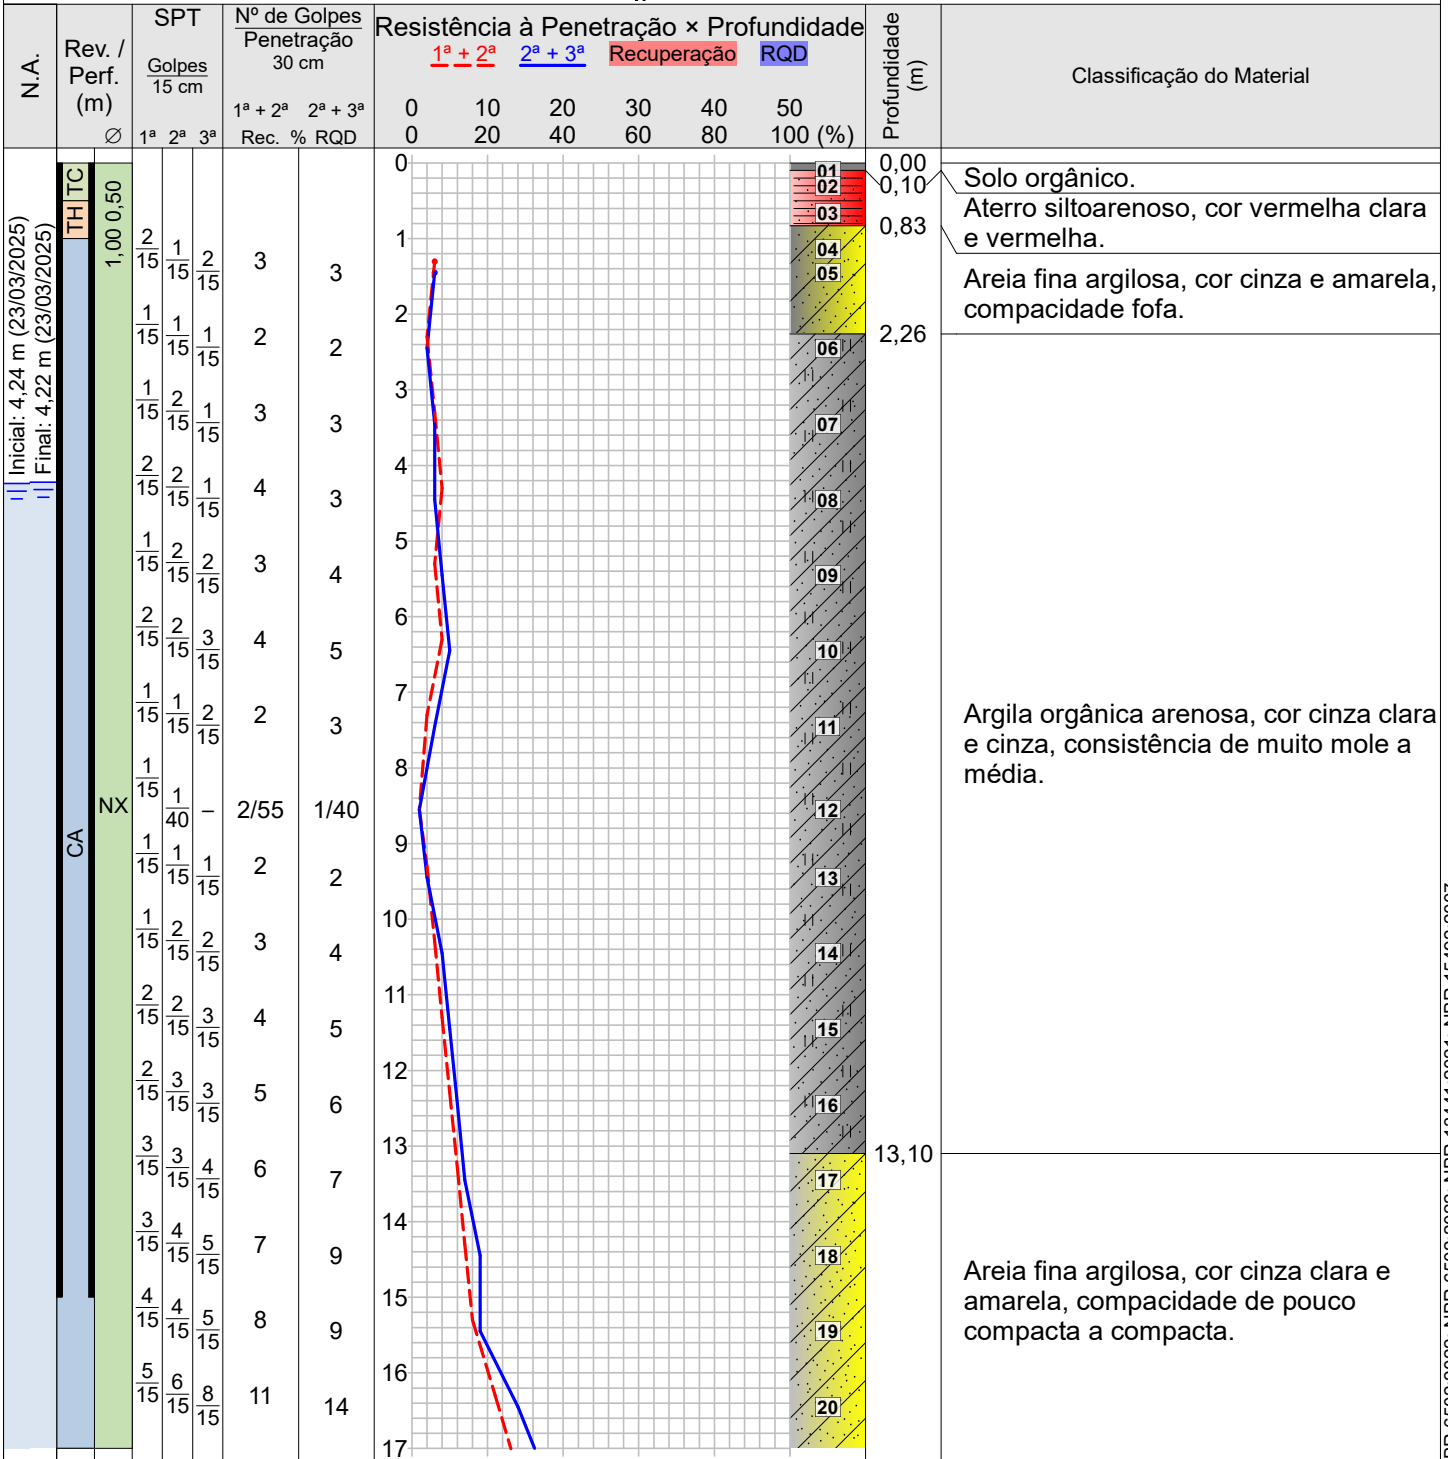 N.A.
Rev. /
Perf.
(m)
Ø
SPT
Golpes
15 cm
1ª 2ª 3ª
Nº de Golpes
Penetração
30 cm
1ª + 2ª 2ª + 3ª
Rec. % RQD
Resistência à Penetração × Profundidade
1ª + 2ª 2ª + 3ª Recuperação RQD
0 10 20 30 40 50
0 20 40 60 80 100 (%)
Profundidade
(m)
Classificação do Material
Inicial: 4,24 m (23/03/2025)
Final: 4,22 m (23/03/2025)
TC
TH
CA
1,00 0,50
NX
2/15 1/15 2/15 3 3
1/15 1/15 1/15 2 2
1/15 2/15 1/15 3 3
2/15 2/15 1/15 4 3
1/15 2/15 2/15 3 4
2/15 2/15 3/15 4 5
1/15 1/15 2/15 2 3
1/15 1/40 – 2/55 1/40
1/15 1/15 1/15 2 2
1/15 2/15 2/15 3 4
2/15 2/15 3/15 4 5
2/15 3/15 3/15 5 6
3/15 3/15 4/15 6 7
3/15 4/15 5/15 7 9
4/15 4/15 5/15 8 9
5/15 6/15 8/15 11 14
0
1
2
3
4
5
6
7
8
9
10
11
12
13
14
15
16
17
01
02
03
04
05
06
07
08
09
10
11
12
13
14
15
16
17
18
19
20
0,00
0,10
0,83
2,26
13,10
Solo orgânico.
Aterro siltoarenoso, cor vermelha clara
e vermelha.
Areia fina argilosa, cor cinza e amarela,
compacidade fofa.
Argila orgânica arenosa, cor cinza clara
e cinza, consistência de muito mole a
média.
Areia fina argilosa, cor cinza clara e
amarela, compacidade de pouco
compacta a compacta.